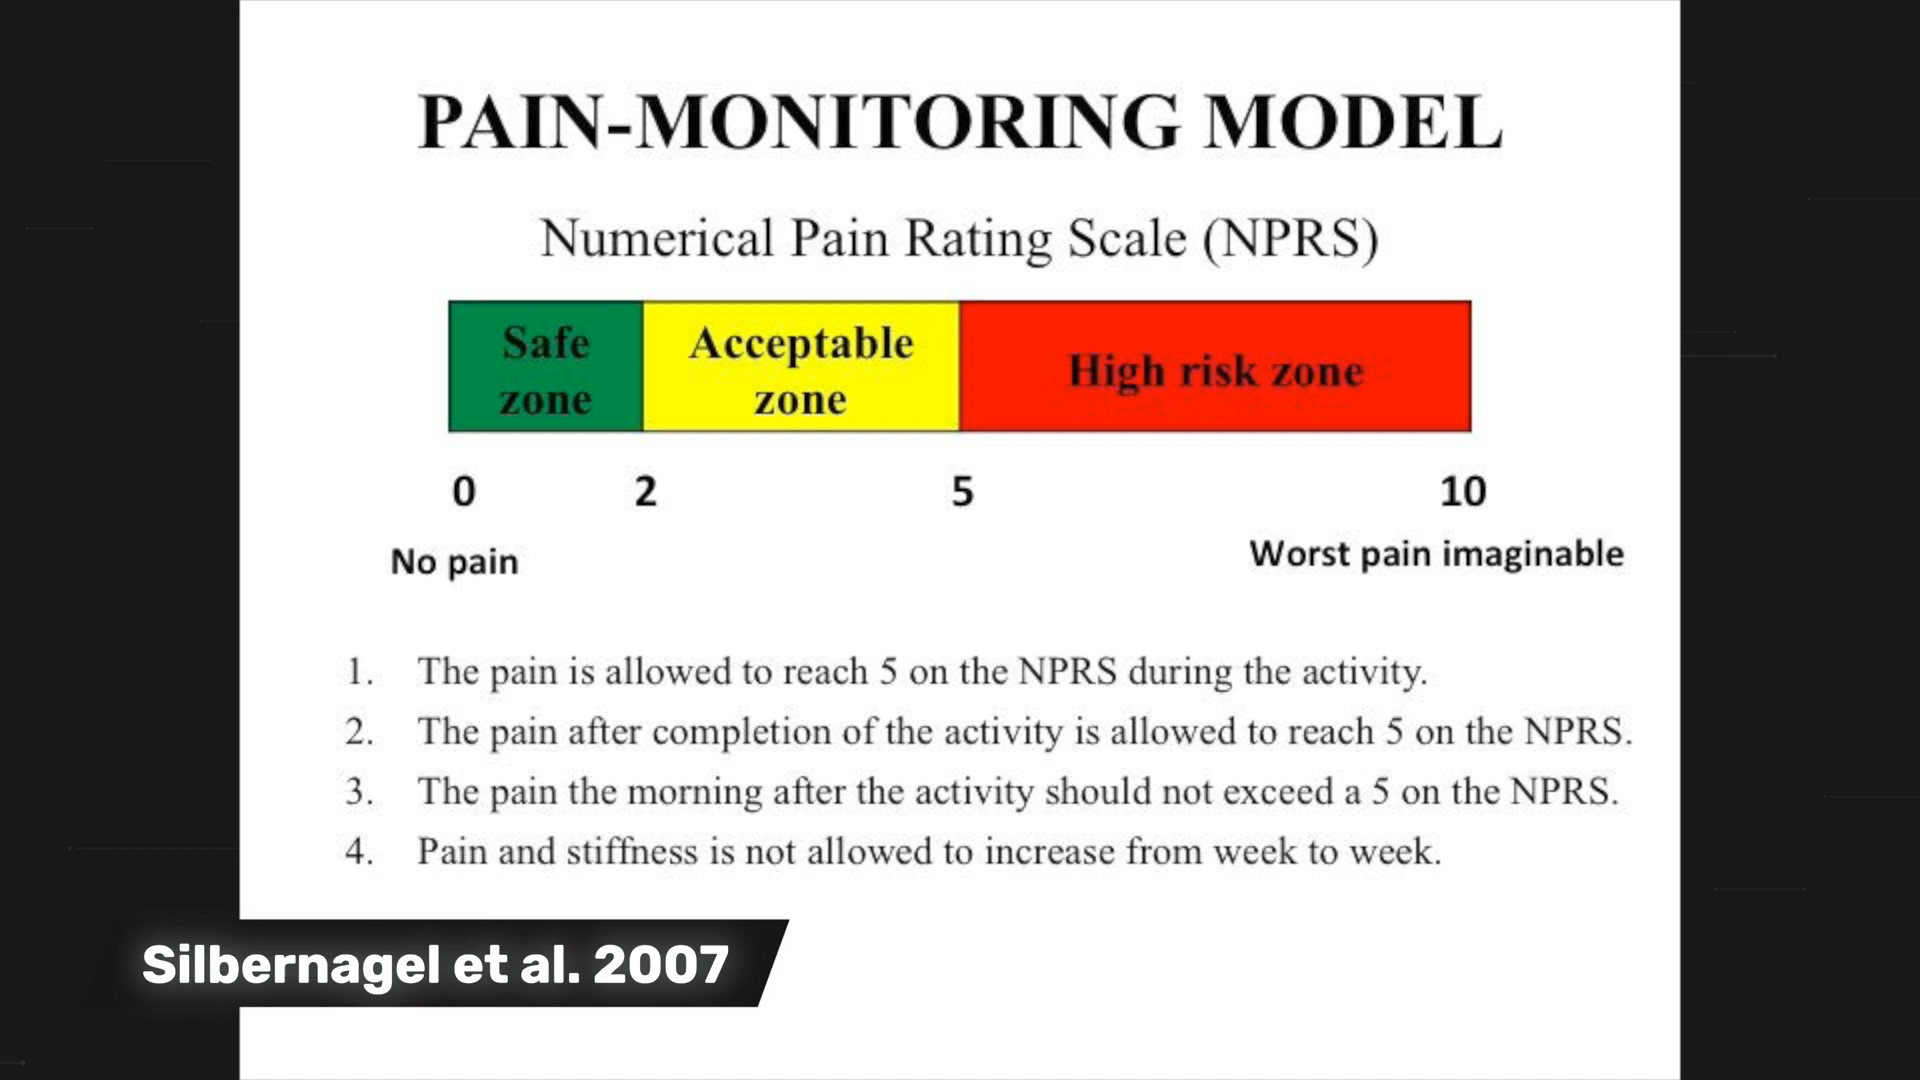 PAIN-MONITORING MODEL
Numerical Pain Rating Scale (NPRS)
Safe
zone
Acceptable
zone
High risk zone
0 2 5 10
No pain
Worst pain imaginable
1. The pain is allowed to reach 5 on the NPRS during the activity.
2. The pain after completion of the activity is allowed to reach 5 on the NPRS.
3. The pain the morning after the activity should not exceed a 5 on the NPRS.
4. Pain and stiffness is not allowed to increase from week to week.
Silbernagel et al. 2007